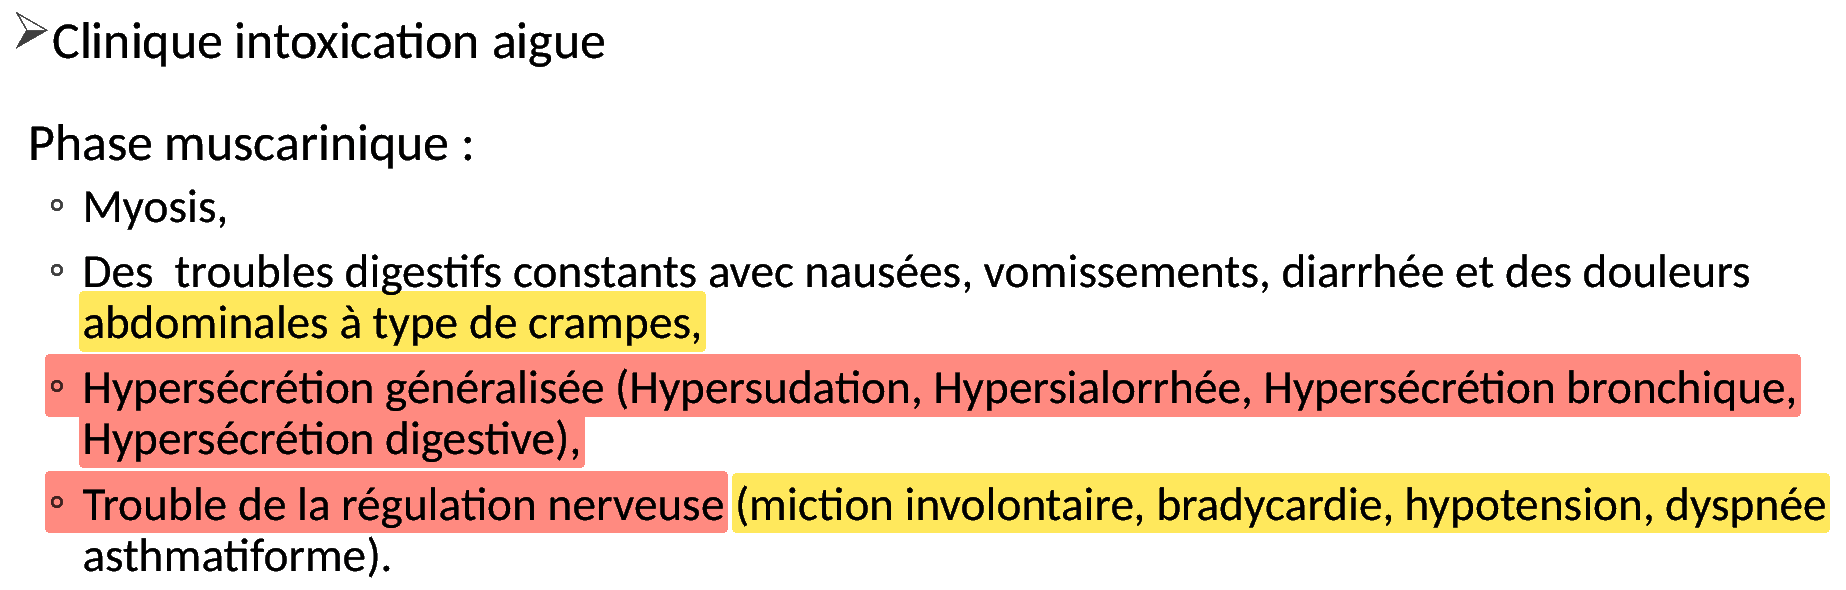 ➢Clinique intoxication aigue
Phase muscarinique :
◦ Myosis,
◦ Des  troubles digestifs constants avec nausées, vomissements, diarrhée et des douleurs
abdominales à type de crampes,
◦ Hypersécrétion généralisée (Hypersudation, Hypersialorrhée, Hypersécrétion bronchique,
Hypersécrétion digestive),
◦ Trouble de la régulation nerveuse (miction involontaire, bradycardie, hypotension, dyspnée
asthmatiforme).